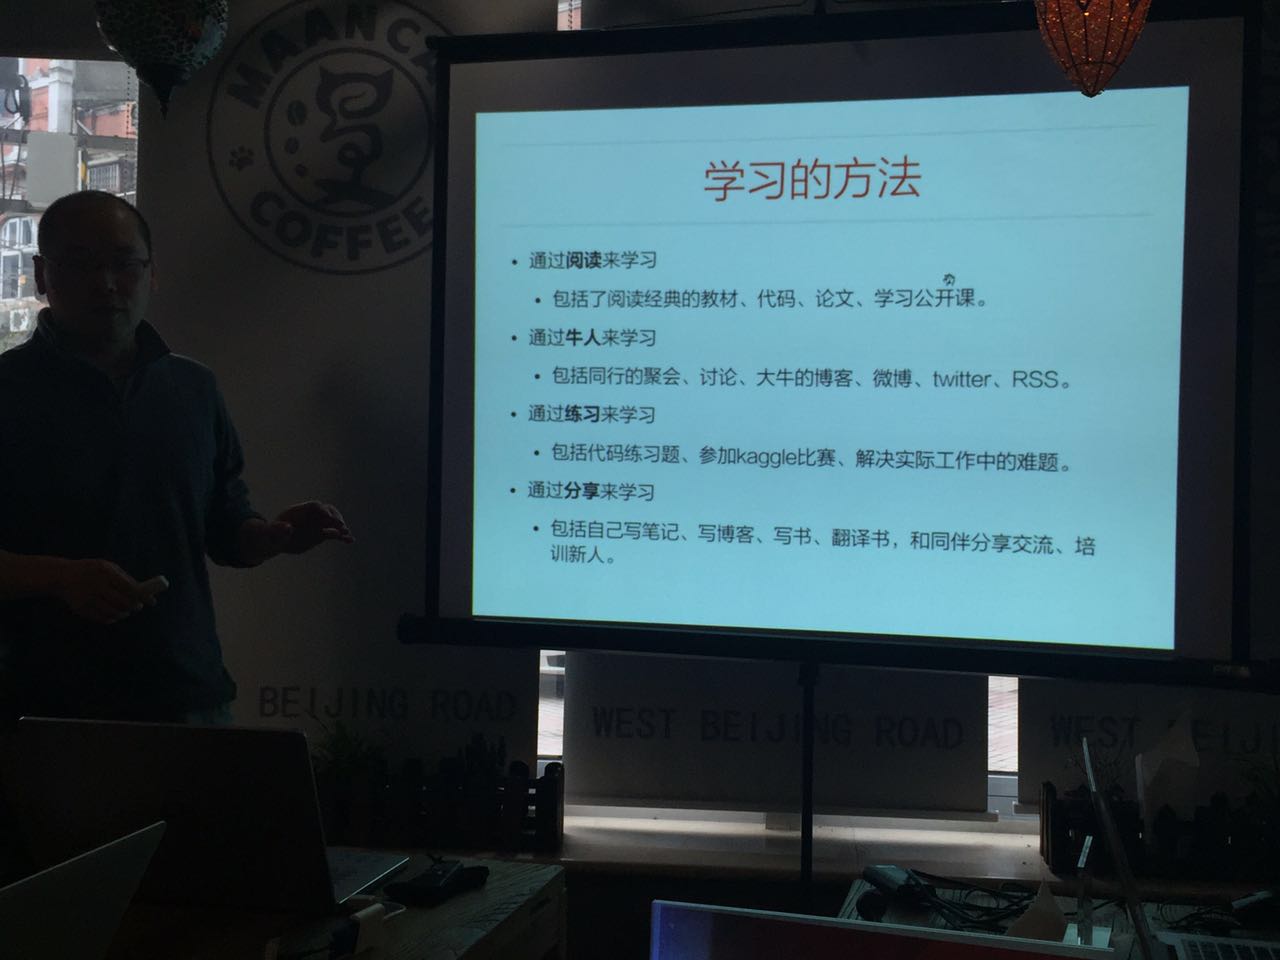 MAAN C
COFFEE
学习的方法
• 通过阅读来学习
• 包括了阅读经典的教材、代码、论文、学习公开课。
• 通过牛人来学习
• 包括同行的聚会、讨论、大牛的博客、微博、twitter、RSS。
• 通过练习来学习
• 包括代码练习题、参加kaggle比赛、解决实际工作中的难题。
• 通过分享来学习
• 包括自己写笔记、写博客、写书、翻译书，和同伴分享交流、培
训新人。
BEIJING ROAD
WEST BEIJING ROAD
WEST BEIJ